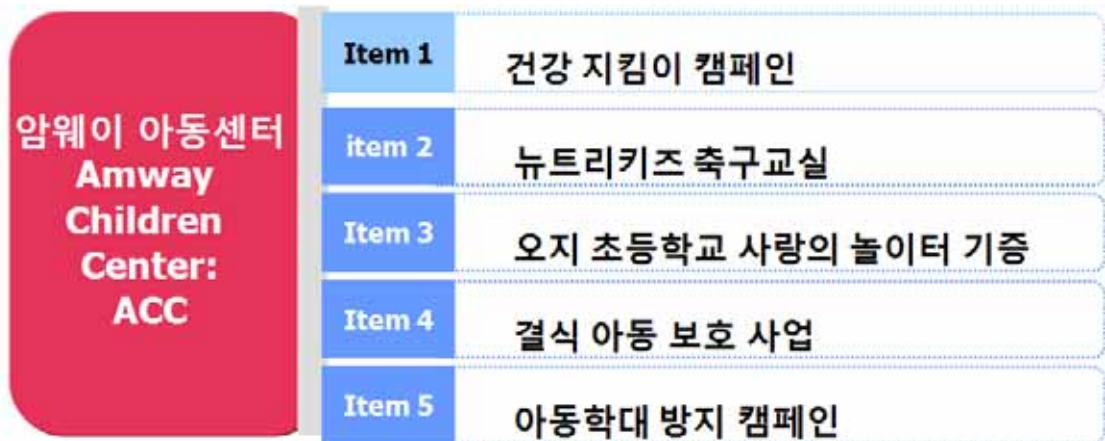 암웨이 아동센터
Amway
Children
Center:
ACC
Item 1
건강 지킴이 캠페인
item 2
뉴트리키즈 축구교실
Item 3
오지 초등학교 사랑의 놀이터 기증
Item 4
결식 아동 보호 사업
Item 5
아동학대 방지 캠페인